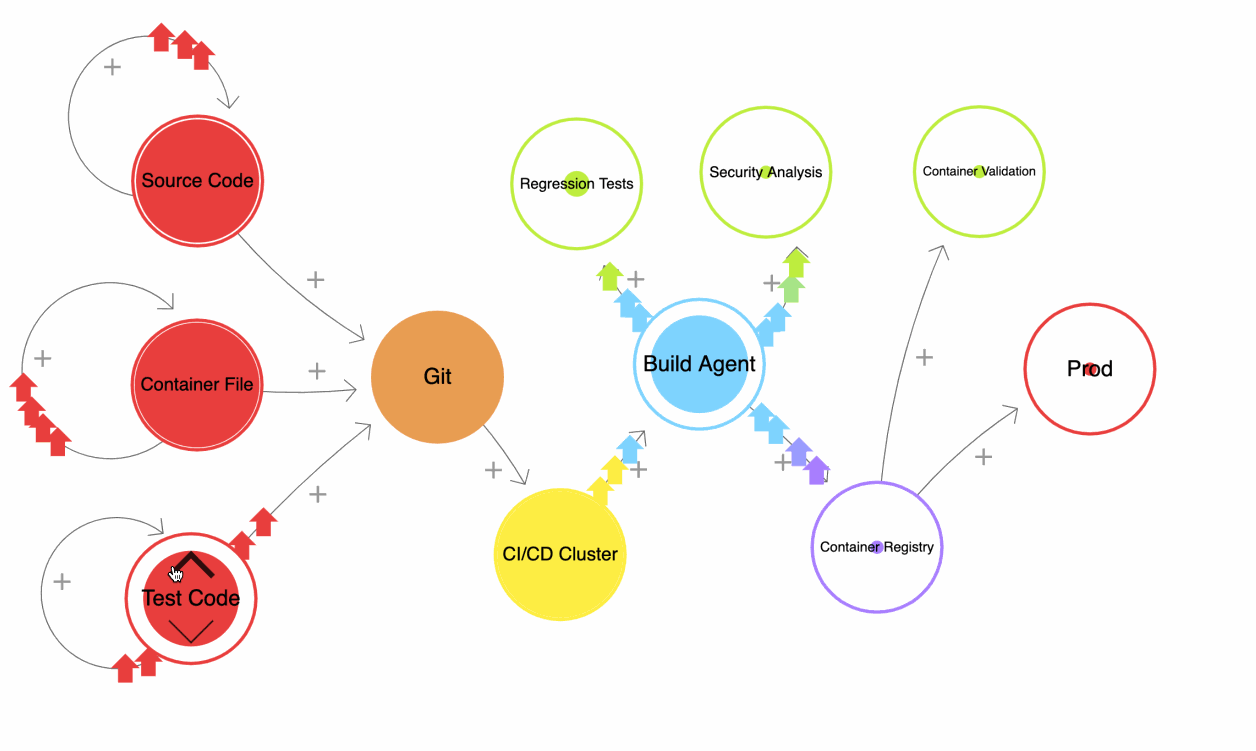 Source Code
Regression Tests
Security Analysis
Container Validation
Container File
Git
Build Agent
Prod
Test Code
CI/CD Cluster
Container Registry
+
+
+
+
+
+
+
+
+
+
+
+
+